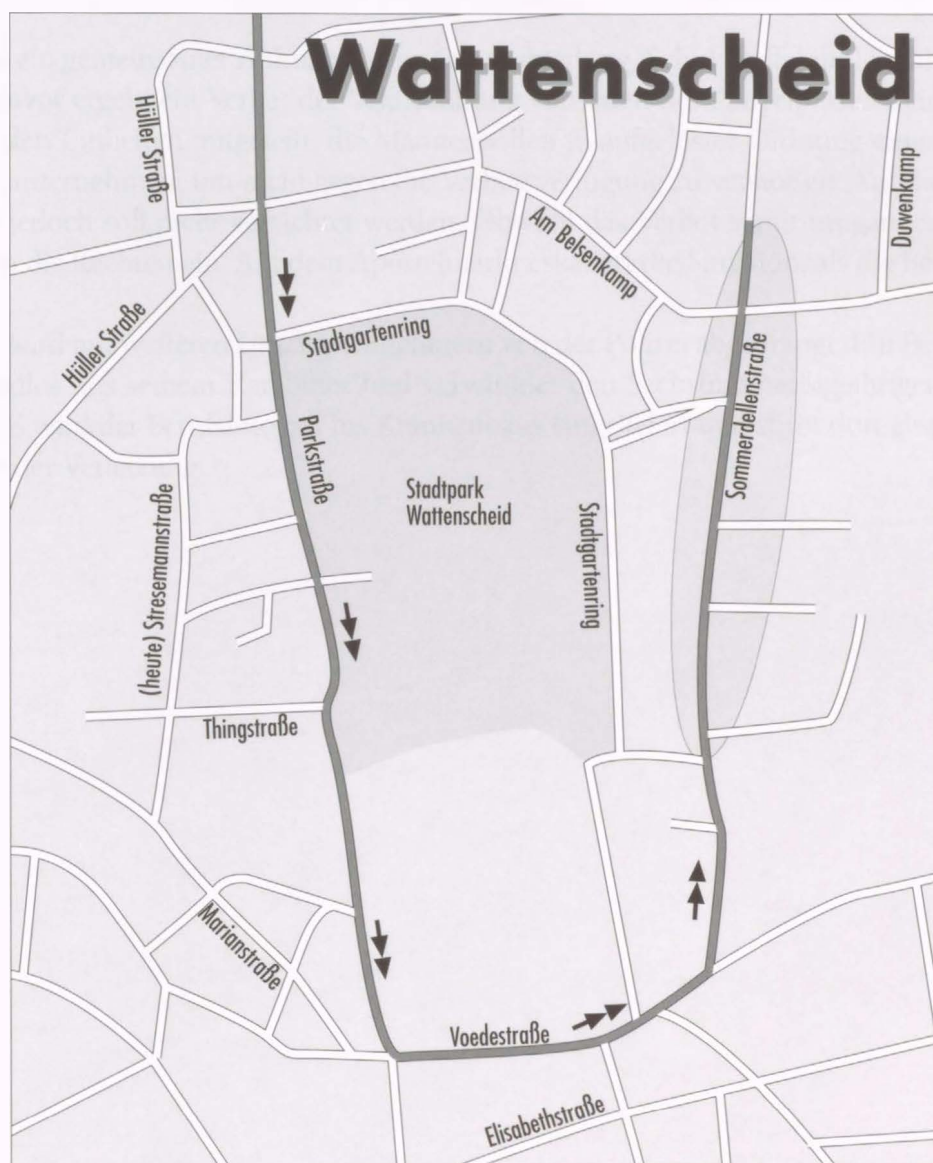 Wattenscheid
Hüller Straße
Duwenkamp
Am Belsenkamp
Hüller Straße
Stadtgartenring
Parkstraße
Sommerdellenstraße
Stadtpark
Wattenscheid
Stadtgartenring
(heute) Stresemannstraße
Thingstraße
Marianstraße
Voedestraße
Elisabethstraße